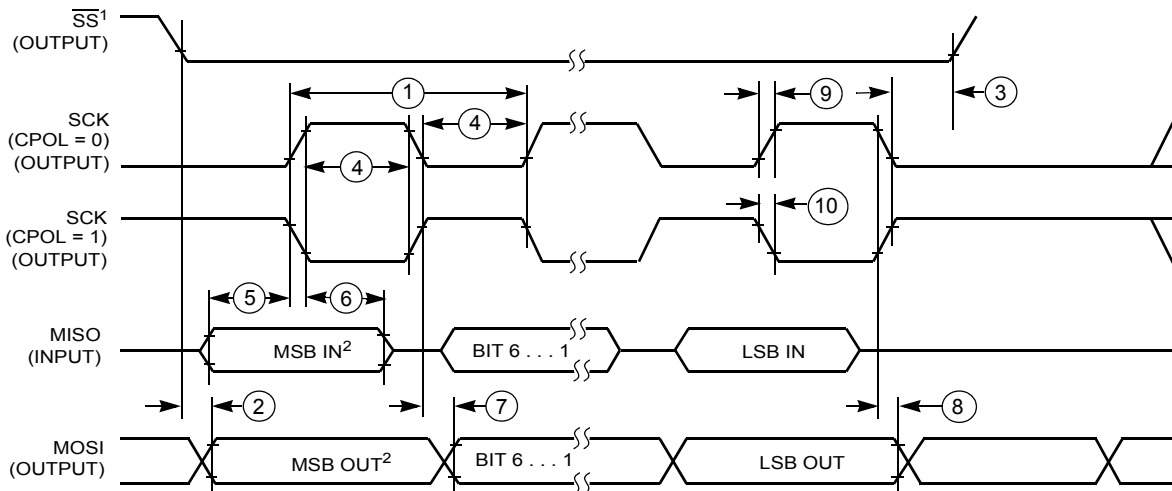 SS¹
(OUTPUT)
1
9
3
SCK
(CPOL = 0)
(OUTPUT)
4
4
SCK
(CPOL = 1)
(OUTPUT)
10
5
6
MISO
(INPUT)
MSB IN²
BIT 6 . . . 1
LSB IN
2
7
8
MOSI
(OUTPUT)
MSB OUT²
BIT 6 . . . 1
LSB OUT